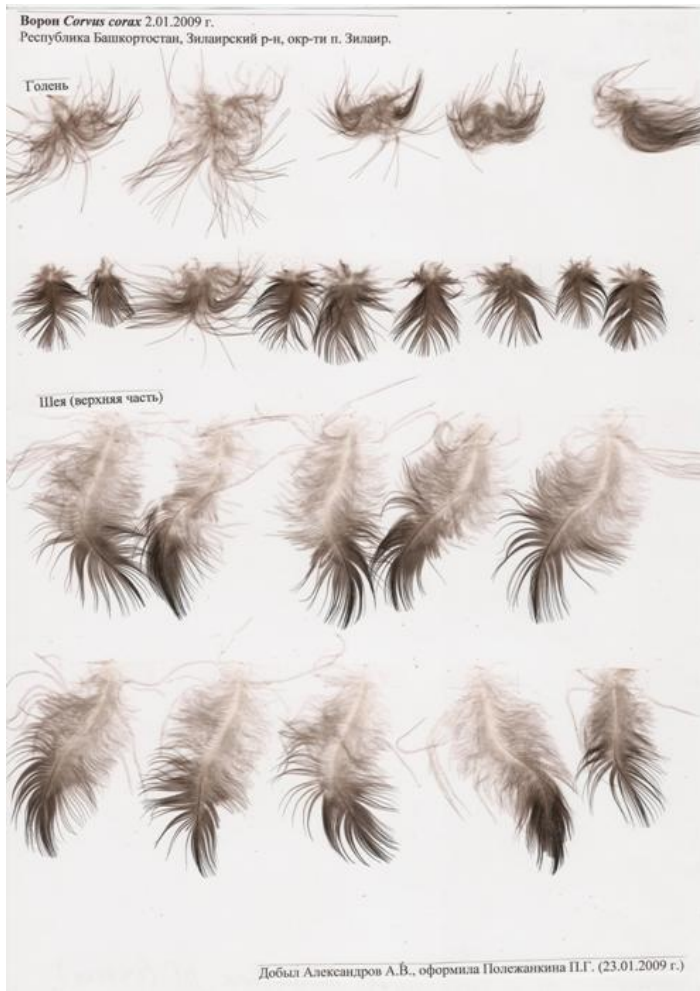 Ворон Corvus corax 2.01.2009 г.
Республика Башкортостан, Зилаирский р-н, окр-ти п. Зилаир.
Голень
Шея (верхняя часть)
Добыл Александров А.В., оформила Полежанкина П.Г. (23.01.2009 г.)